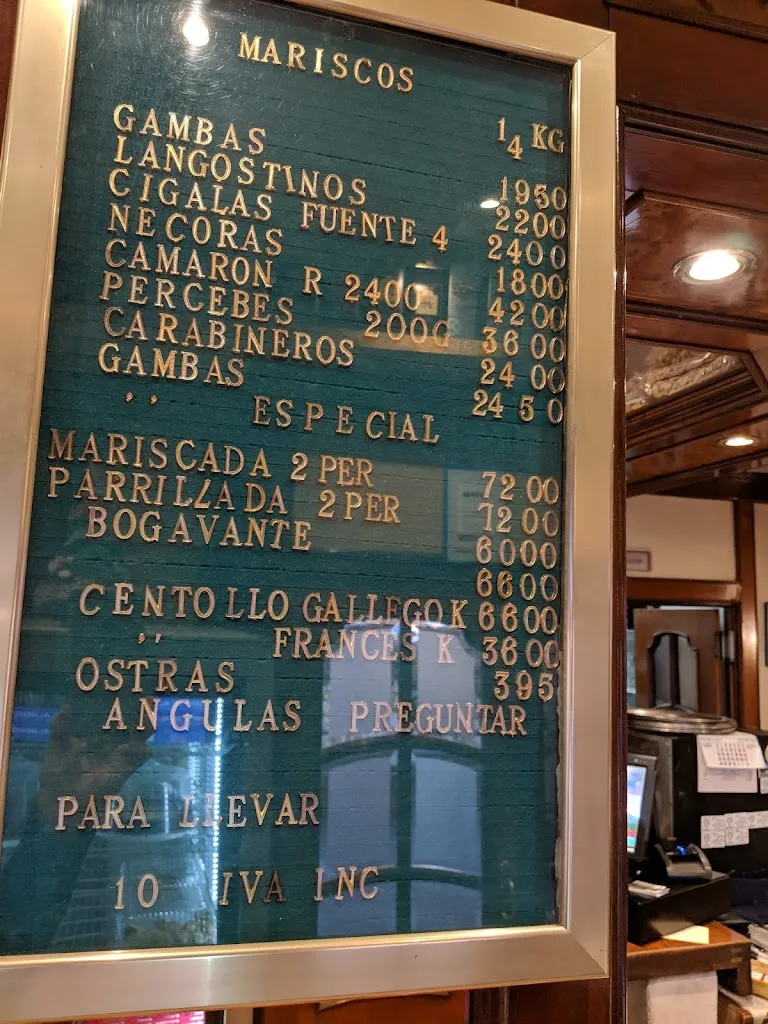 MARISCOS
GAMBAS 1 4 KG
LANGOSTINOS 1950
CIGALAS FUENTE 4 2200
NECORAS 2400
CAMARON R 2400 1800
PERCEBES 200G 4200
CARABINEROS 3600
GAMBAS 2400
,, ESPECIAL 2450
MARISCADA 2 PER 7200
PARRILLADA 2 PER 7200
BOGAVANTE 6000
6600
CENTOLLO GALLEGO K 6600
,, FRANCES K 3600
OSTRAS 395
ANGULAS PREGUNTAR
PARA LLEVAR
10 IVA INC